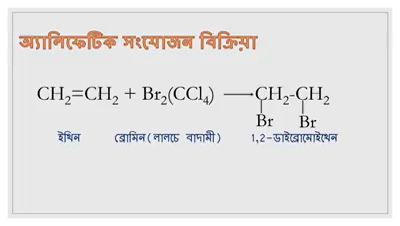 অ্যালিফেটিক সংযোজন বিক্রিয়া
CH₂=CH₂ + Br₂(CCl₄) ⟶ CH₂-CH₂
Br Br
ইথিন ব্রোমিন(লালচে বাদামী) 1,2-ডাইব্রোমোইথেন